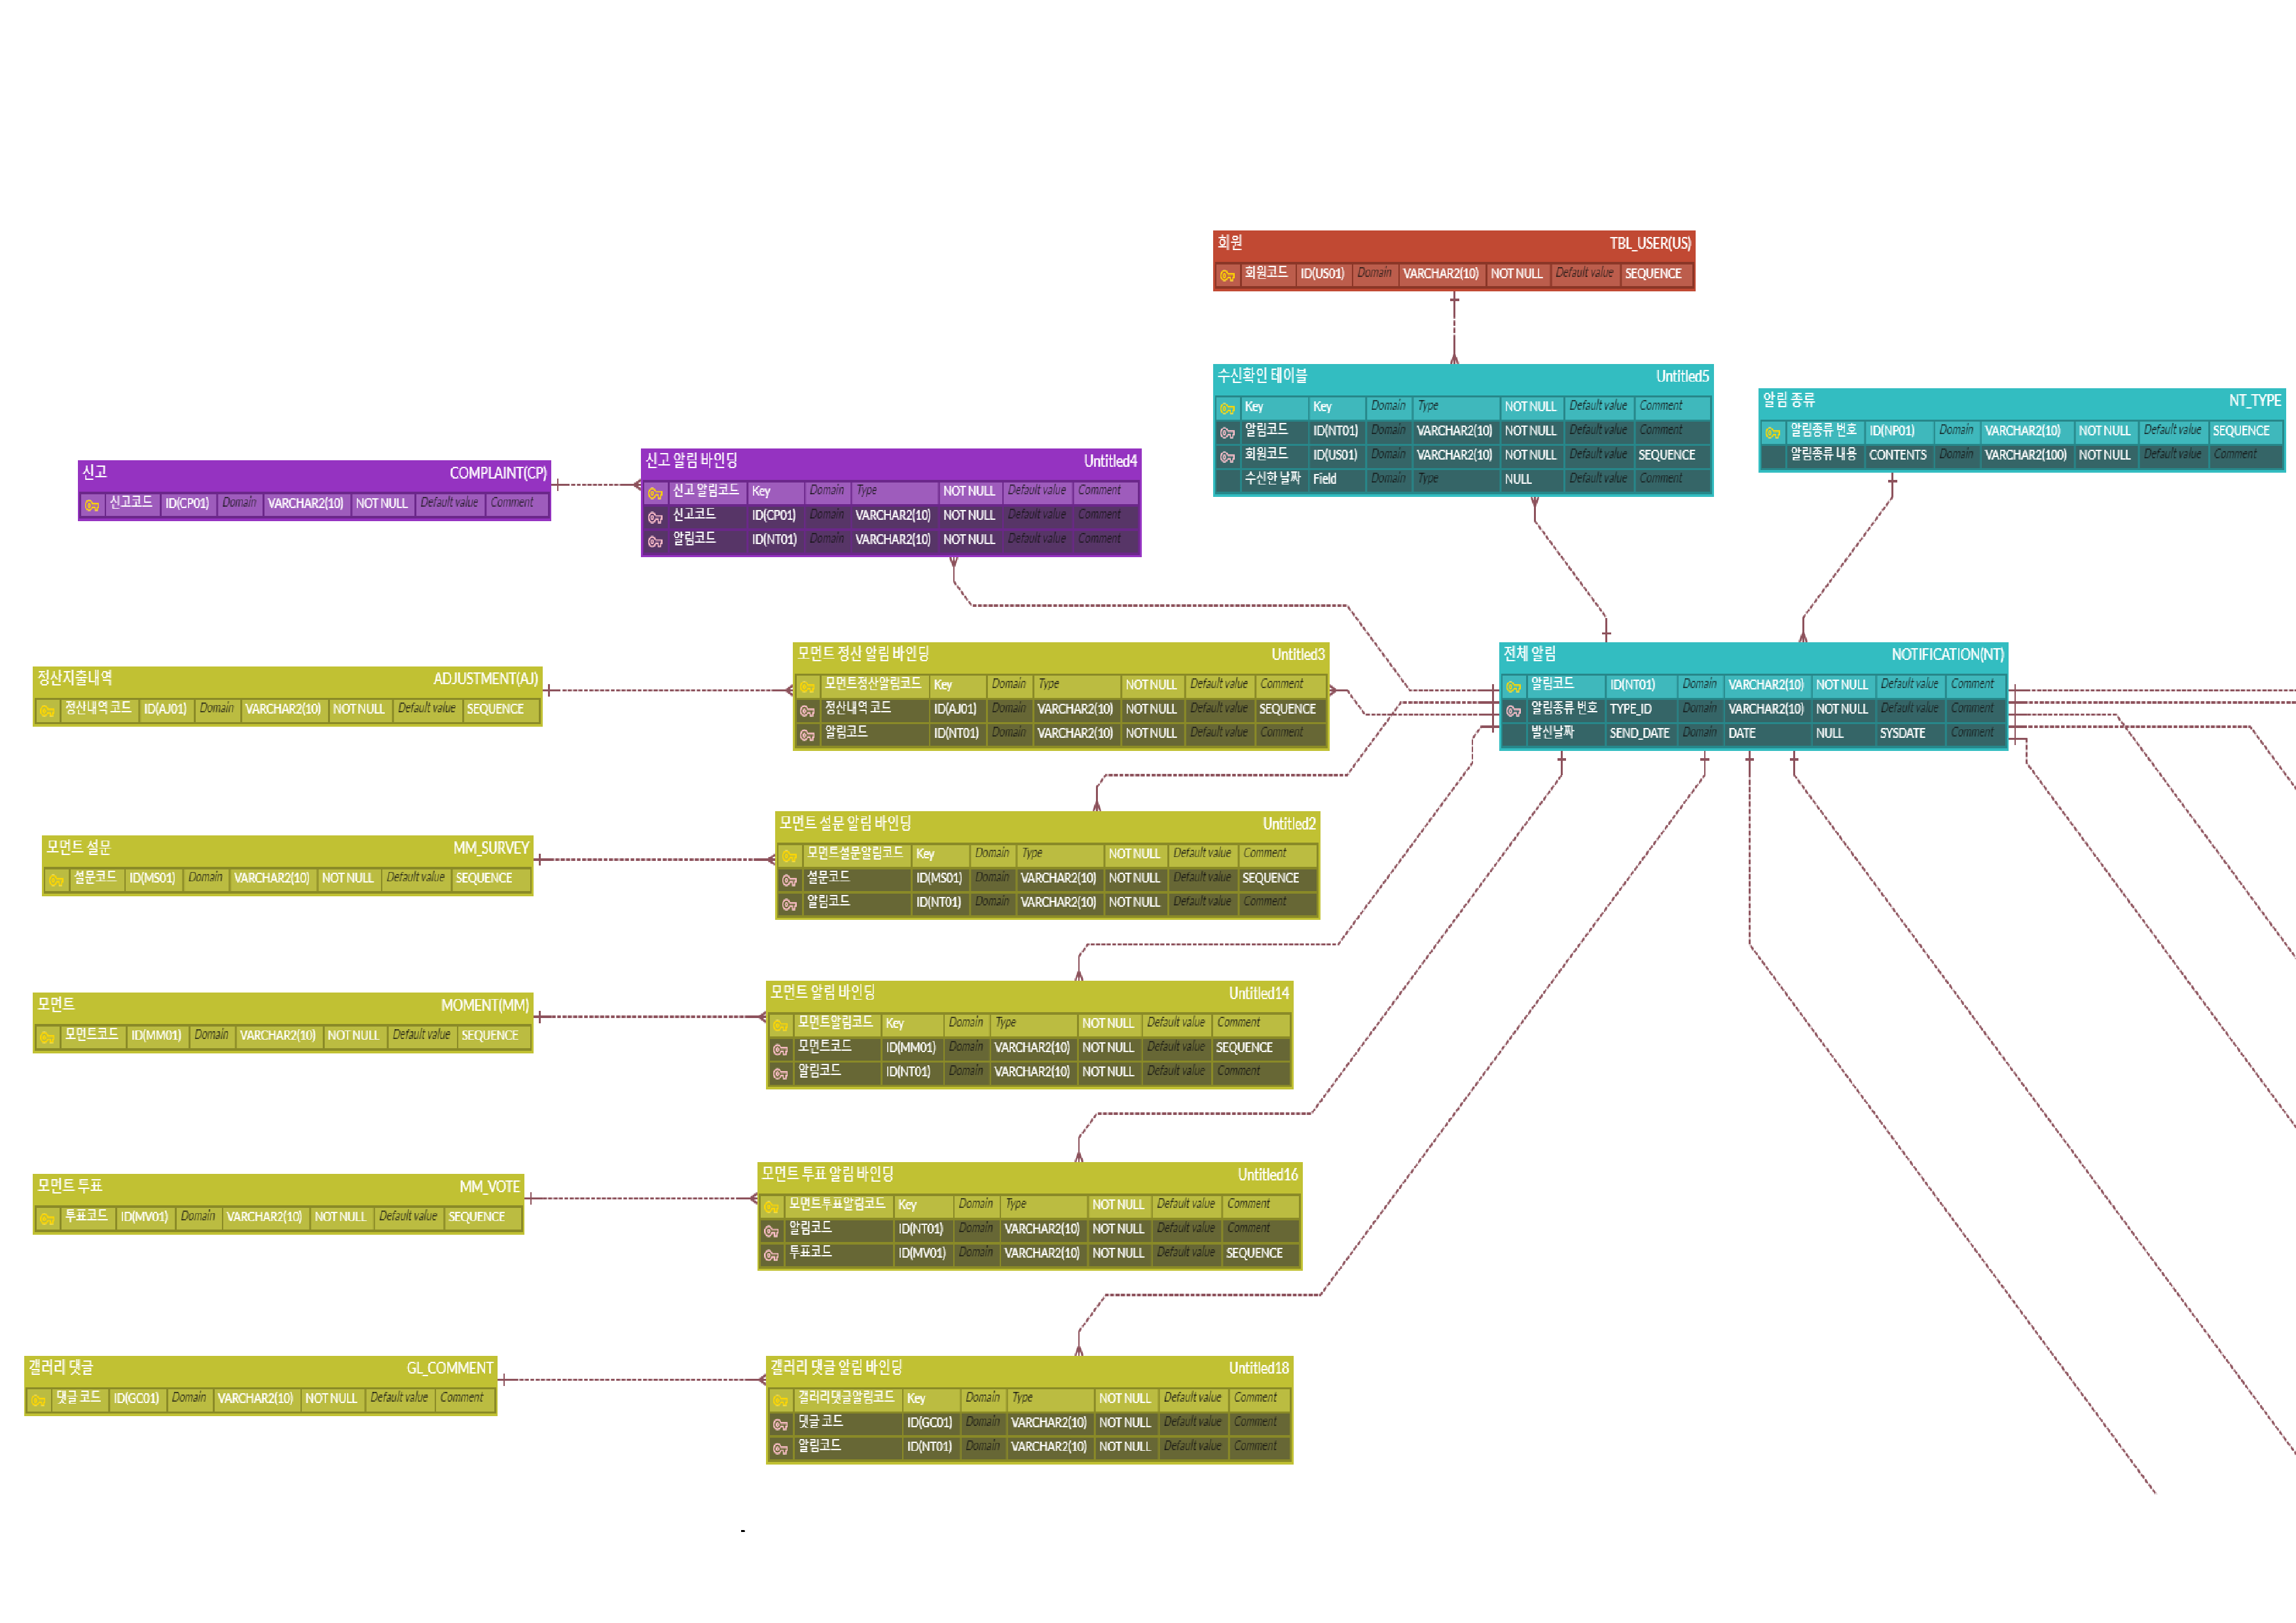 회원 TBL_USER(US)
회원코드 ID(US01) Domain VARCHAR2(10) NOT NULL Default value SEQUENCE
수신확인 테이블 Untitled5
Key Key Domain Type NOT NULL Default value Comment
알림코드 ID(NT01) Domain VARCHAR2(10) NOT NULL Default value Comment
회원코드 ID(US01) Domain VARCHAR2(10) NOT NULL Default value SEQUENCE
수신한 날짜 Field Domain Type NULL Default value Comment
알림 종류 NT_TYPE
알림종류 번호 ID(NP01) Domain VARCHAR2(10) NOT NULL Default value SEQUENCE
알림종류 내용 CONTENTS Domain VARCHAR2(100) NOT NULL Default value Comment
신고 COMPLAINT(CP)
신고코드 ID(CP01) Domain VARCHAR2(10) NOT NULL Default value Comment
신고 알림 바인딩 Untitled4
신고 알림코드 Key Domain Type NOT NULL Default value Comment
신고코드 ID(CP01) Domain VARCHAR2(10) NOT NULL Default value Comment
알림코드 ID(NT01) Domain VARCHAR2(10) NOT NULL Default value Comment
정산지출내역 ADJUSTMENT(AJ)
정산내역 코드 ID(AJ01) Domain VARCHAR2(10) NOT NULL Default value SEQUENCE
모먼트 정산 알림 바인딩 Untitled3
모먼트정산알림코드 Key Domain Type NOT NULL Default value Comment
정산내역 코드 ID(AJ01) Domain VARCHAR2(10) NOT NULL Default value SEQUENCE
알림코드 ID(NT01) Domain VARCHAR2(10) NOT NULL Default value Comment
전체 알림 NOTIFICATION(NT)
알림코드 ID(NT01) Domain VARCHAR2(10) NOT NULL Default value Comment
알림종류 번호 TYPE_ID Domain VARCHAR2(10) NOT NULL Default value Comment
발신날짜 SEND_DATE Domain DATE NULL SYSDATE Comment
모먼트 설문 MM_SURVEY
설문코드 ID(MS01) Domain VARCHAR2(10) NOT NULL Default value SEQUENCE
모먼트 설문 알림 바인딩 Untitled2
모먼트설문알림코드 Key Domain Type NOT NULL Default value Comment
설문코드 ID(MS01) Domain VARCHAR2(10) NOT NULL Default value SEQUENCE
알림코드 ID(NT01) Domain VARCHAR2(10) NOT NULL Default value Comment
모먼트 MOMENT(MM)
모먼트코드 ID(MM01) Domain VARCHAR2(10) NOT NULL Default value SEQUENCE
모먼트 알림 바인딩 Untitled14
모먼트알림코드 Key Domain Type NOT NULL Default value Comment
모먼트코드 ID(MM01) Domain VARCHAR2(10) NOT NULL Default value SEQUENCE
알림코드 ID(NT01) Domain VARCHAR2(10) NOT NULL Default value Comment
모먼트 투표 MM_VOTE
투표코드 ID(MV01) Domain VARCHAR2(10) NOT NULL Default value SEQUENCE
모먼트 투표 알림 바인딩 Untitled16
모먼트투표알림코드 Key Domain Type NOT NULL Default value Comment
알림코드 ID(NT01) Domain VARCHAR2(10) NOT NULL Default value Comment
투표코드 ID(MV01) Domain VARCHAR2(10) NOT NULL Default value SEQUENCE
갤러리 댓글 GL_COMMENT
댓글 코드 ID(GC01) Domain VARCHAR2(10) NOT NULL Default value Comment
갤러리 댓글 알림 바인딩 Untitled18
갤러리댓글알림코드 Key Domain Type NOT NULL Default value Comment
댓글 코드 ID(GC01) Domain VARCHAR2(10) NOT NULL Default value Comment
알림코드 ID(NT01) Domain VARCHAR2(10) NOT NULL Default value Comment